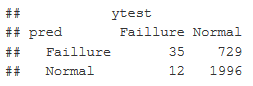 ##           ytest
## pred       Faillure Normal
##   Faillure       35    729
##   Normal         12   1996